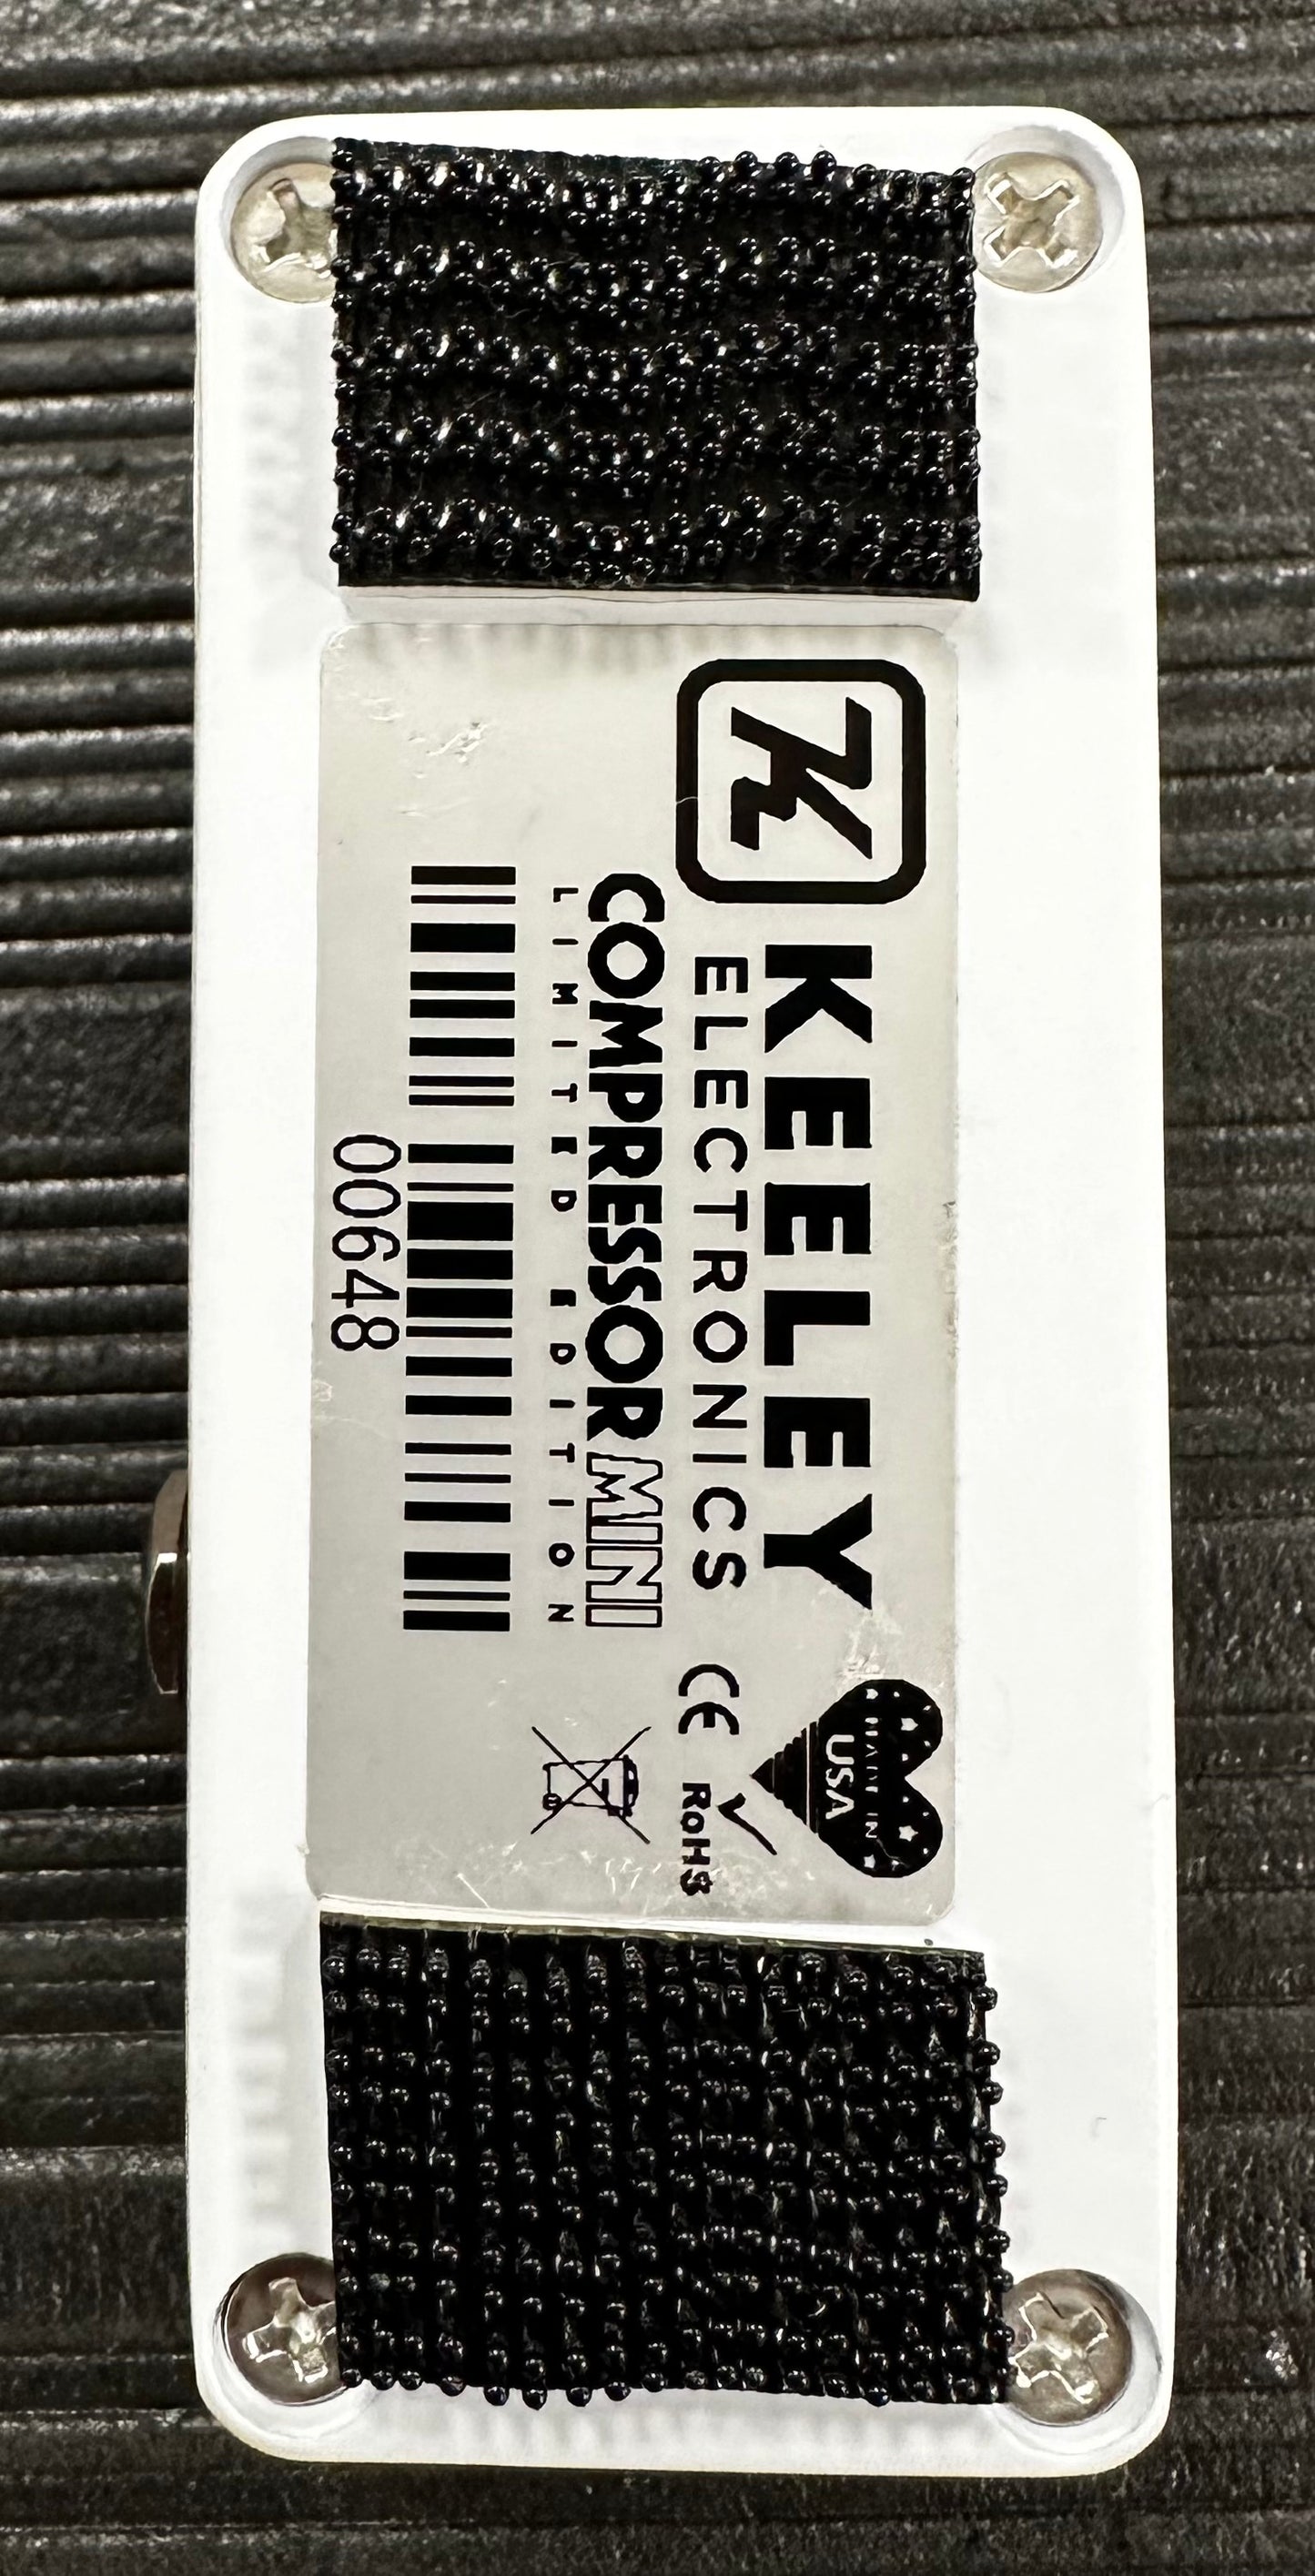 KEELEY
ELECTRONICS
COMPRESSOR MINI
LIMITED EDITION
00648
MADE IN
USA
CE RoHS